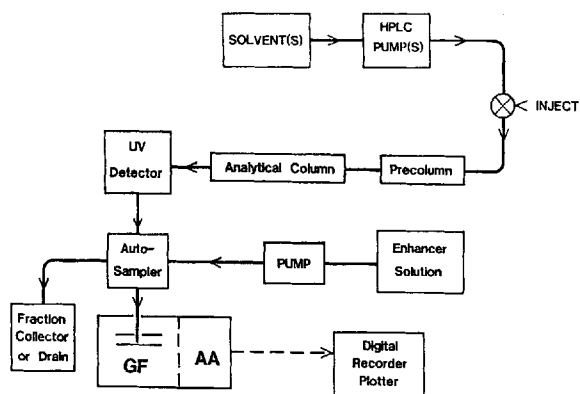 SOLVENT(S)
HPLC
PUMP(S)
INJECT
UV
Detector
Analytical Column
Precolumn
Auto-
Sampler
PUMP
Enhancer
Solution
Fraction
Collector
or Drain
GF
AA
Digital
Recorder
Plotter